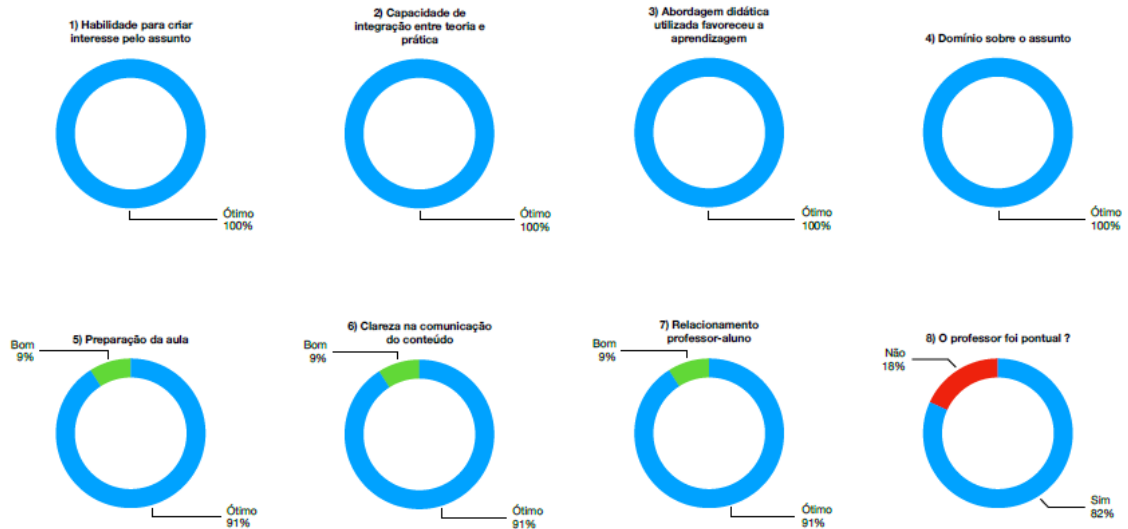 1) Habilidade para criar
interesse pelo assunto
Ótimo
100%
2) Capacidade de
integração entre teoria e
prática
Ótimo
100%
3) Abordagem didática
utilizada favoreceu a
aprendizagem
Ótimo
100%
4) Domínio sobre o assunto
Ótimo
100%
5) Preparação da aula
Bom
9%
Ótimo
91%
6) Clareza na comunicação
do conteúdo
Bom
9%
Ótimo
91%
7) Relacionamento
professor-aluno
Bom
9%
Ótimo
91%
8) O professor foi pontual ?
Não
18%
Sim
82%